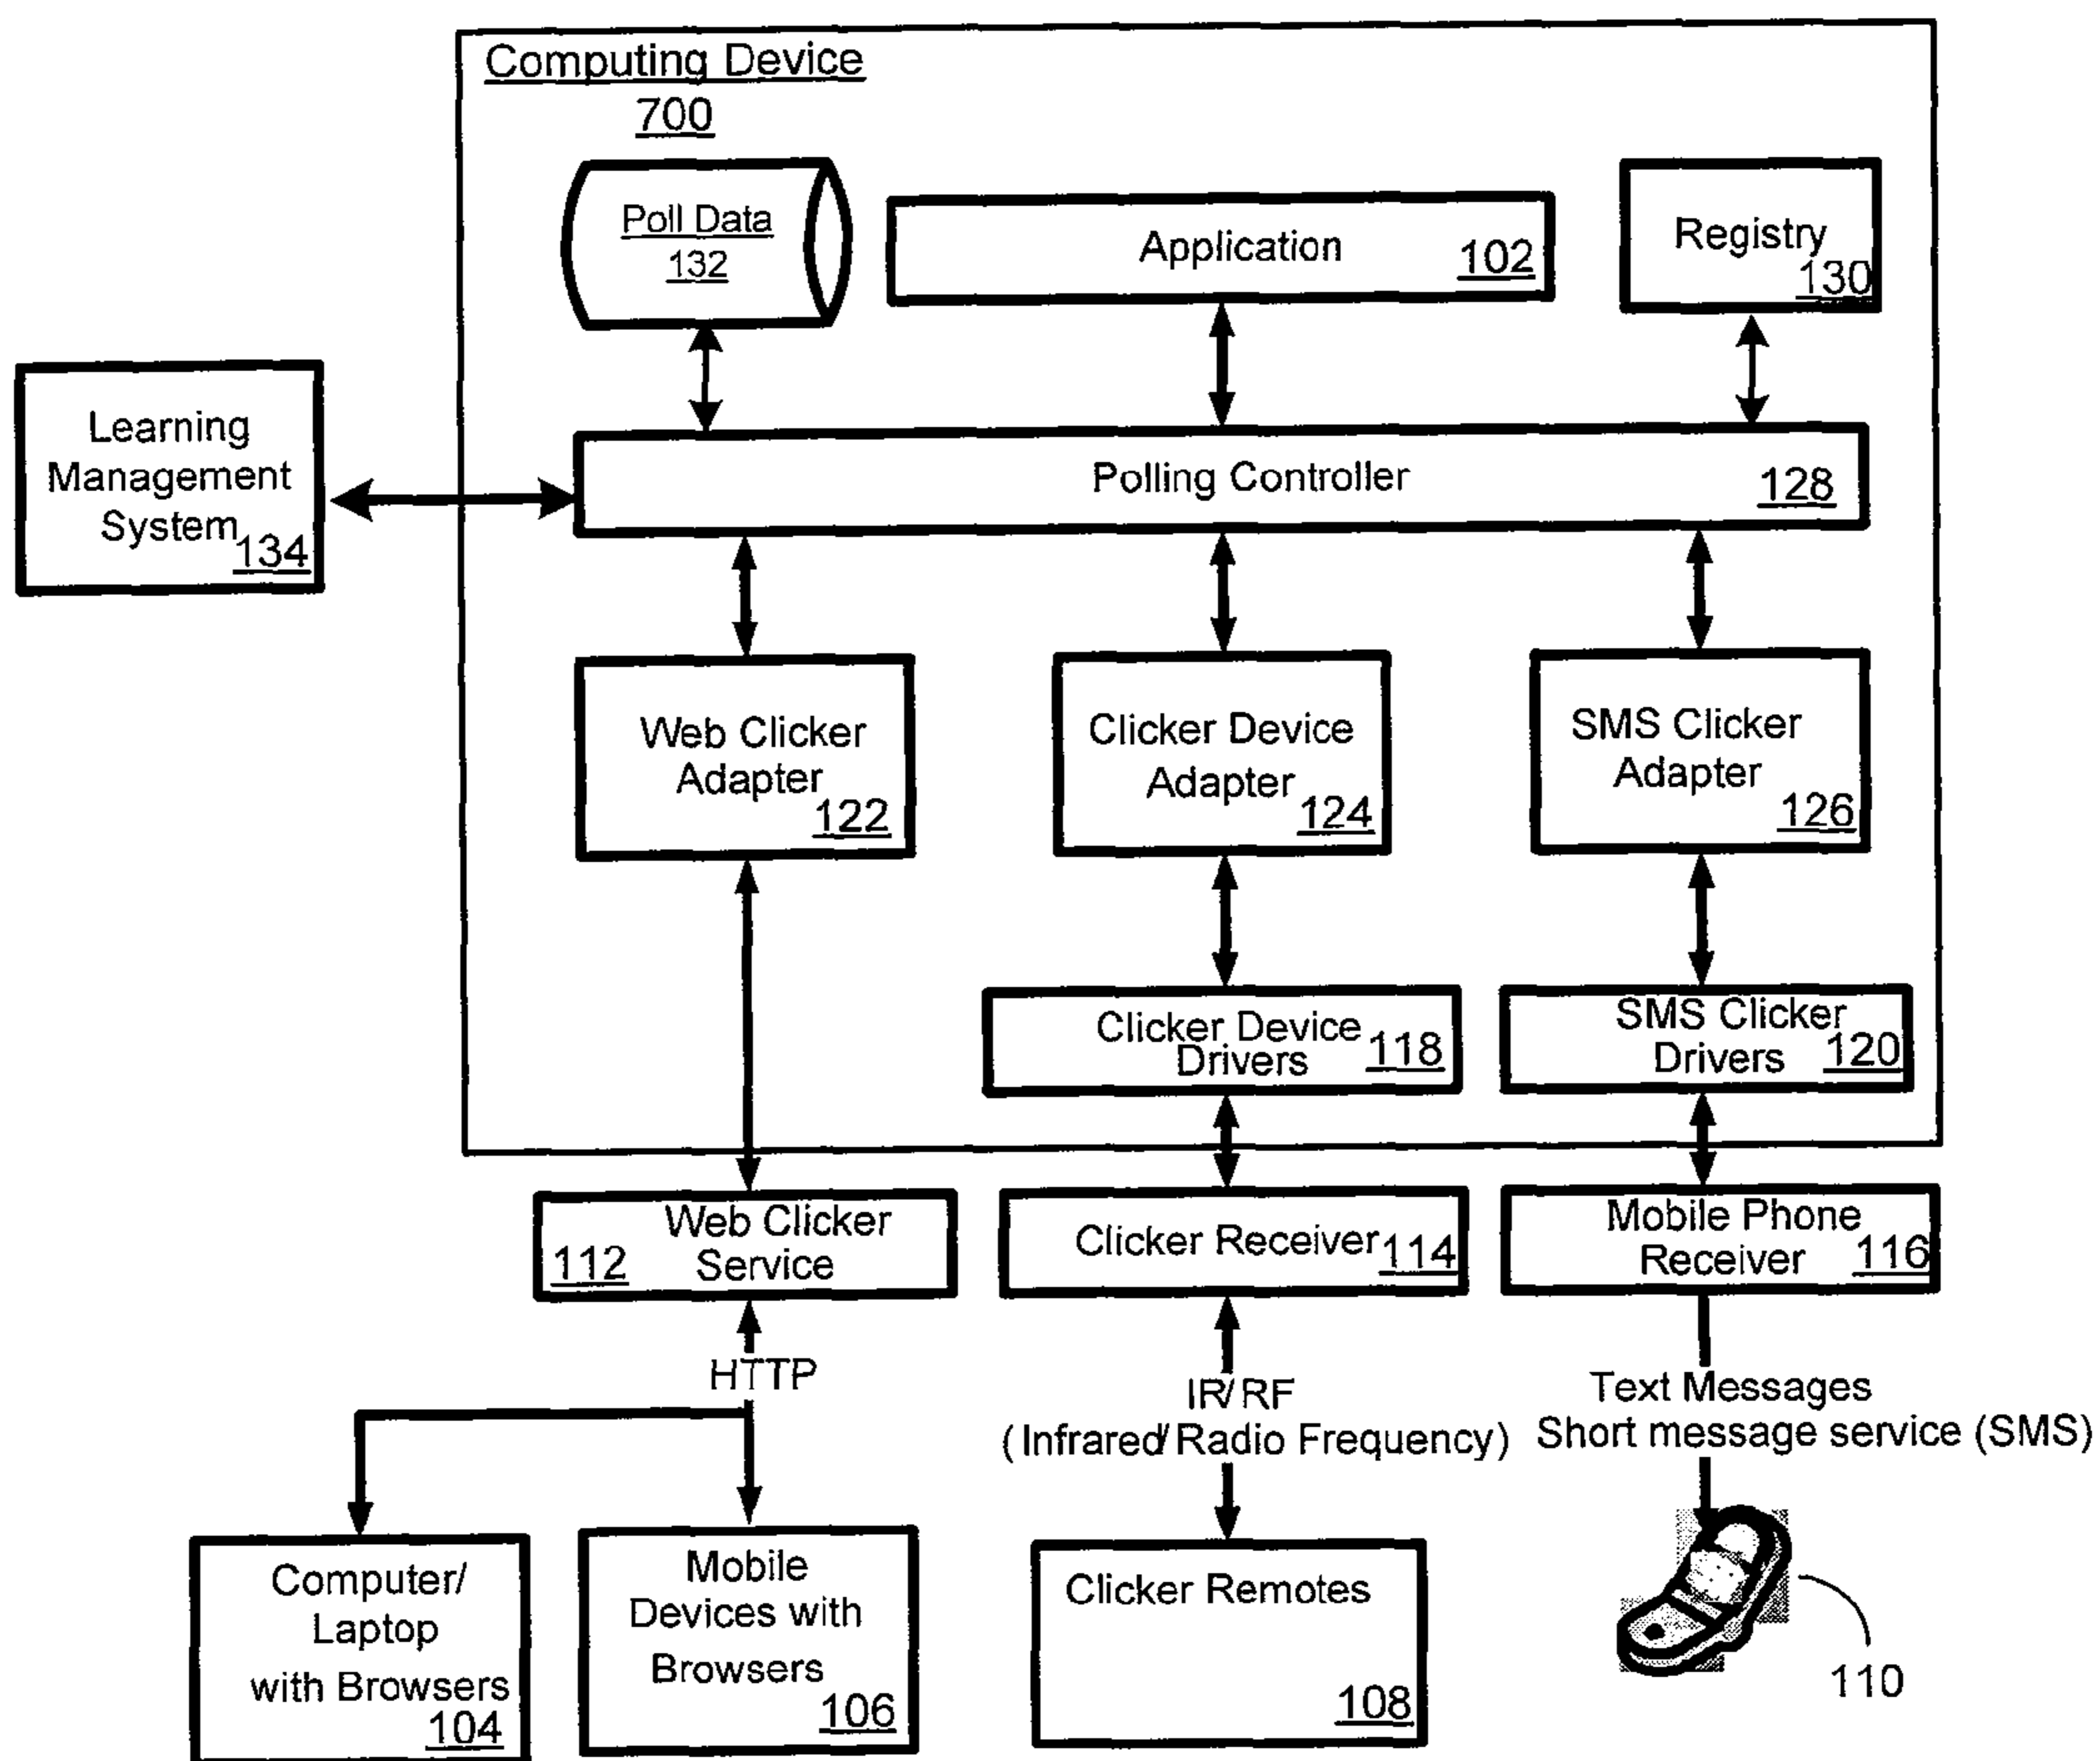 Computing Device
700
Poll Data
132
Application 102
Registry
130
Learning
Management
System 134
Polling Controller 128
Web Clicker
Adapter
122
Clicker Device
Adapter 124
SMS Clicker
Adapter
126
Clicker Device
Drivers 118
SMS Clicker
Drivers 120
Web Clicker
112 Service
Clicker Receiver 114
Mobile Phone
Receiver 116
HTTP
IR/RF
(Infrared/Radio Frequency)
Text Messages
Short message service (SMS)
Computer/
Laptop
with Browsers
104
Mobile
Devices with
Browsers
106
Clicker Remotes
108
110